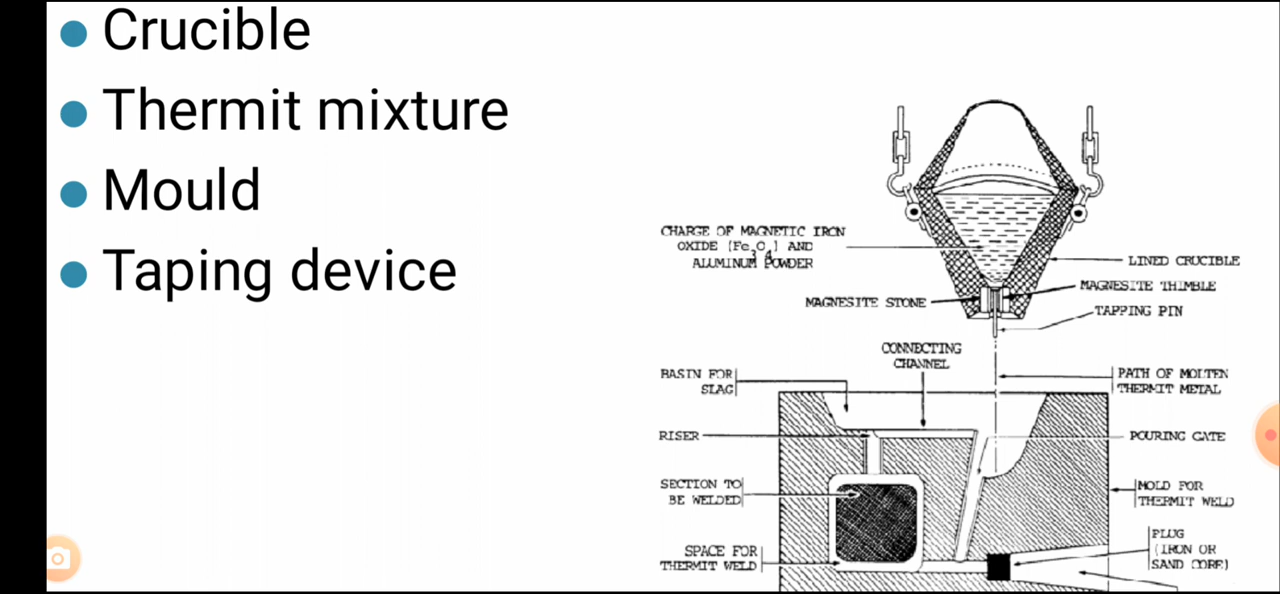 Crucible
Thermit mixture
Mould
Taping device
CHARGE OF MAGNETIC IRON
OXIDE (Fe3O4) AND
ALUMINUM POWDER
LINED CRUCIBLE
MAGNESITE THIMBLE
MAGNESITE STONE
TAPPING PIN
CONNECTING
CHANNEL
BASIN FOR
SLAG
PATH OF MOLTEN
THERMIT METAL
RISER
POURING GATE
SECTION TO
BE WELDED
MOLD FOR
THERMIT WELD
SPACE FOR
THERMIT WELD
PLUG
(IRON OR
SAND CORE)